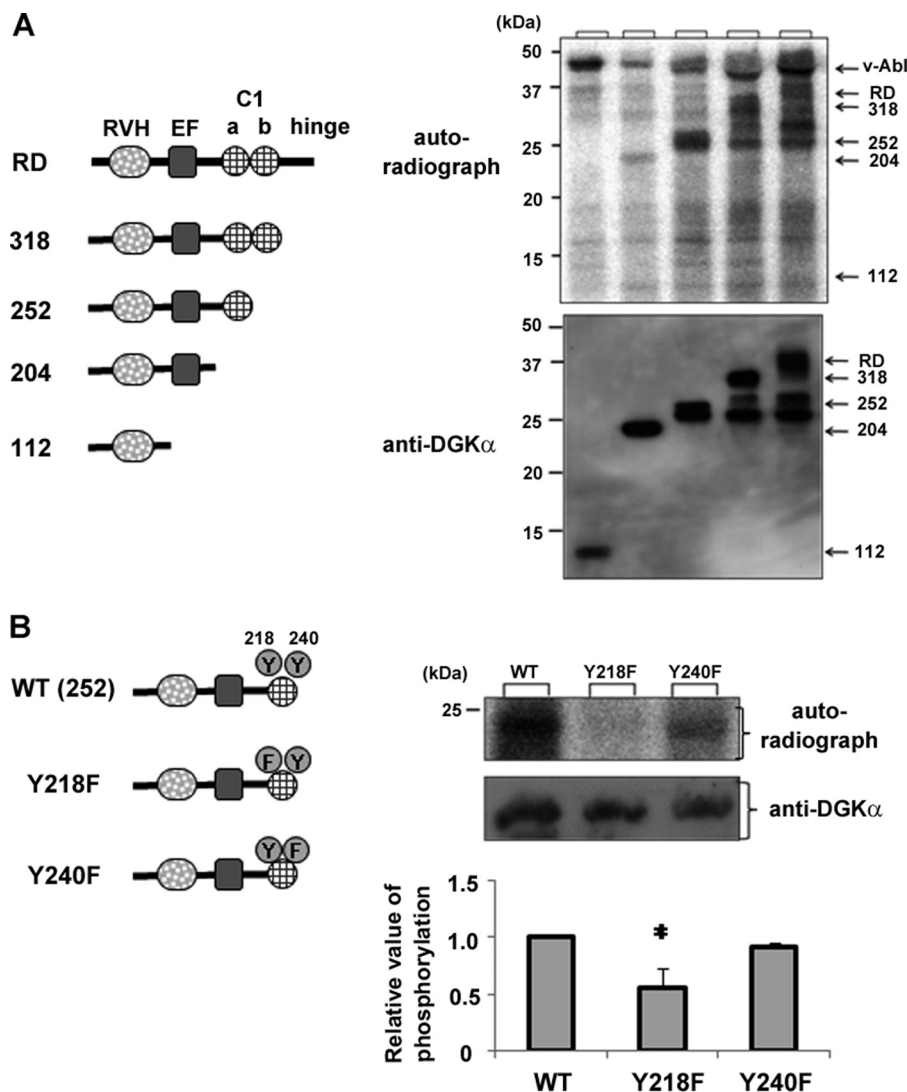 A
C1
RVH EF a b hinge
RD
318
252
204
112
auto-
radiograph
anti-DGKα
(kDa)
50
37
25
20
15
v-Abl
RD
318
252
204
112
50
37
25
20
15
RD
318
252
204
112
B
218 240
Y Y
WT (252)
F Y
Y218F
Y F
Y240F
(kDa)
WT Y218F Y240F
25
auto-
radiograph
anti-DGKα
Relative value of
phosphorylation
1.5
1.0
0.5
0
*
WT Y218F Y240F